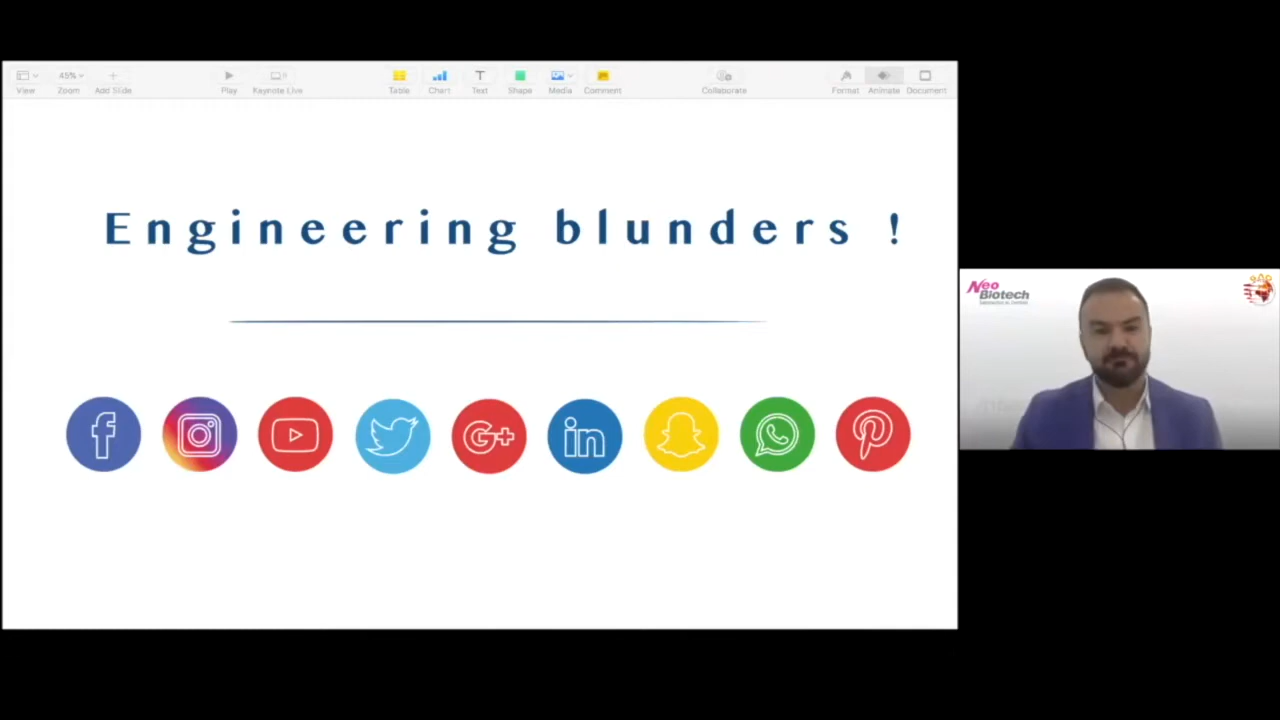 View
45%
Zoom
Add Slide
Play
Keynote Live
Table
Chart
Text
Shape
Media
Comment
Collaborate
Format
Animate
Document
Engineering blunders !
Neo
Biotech